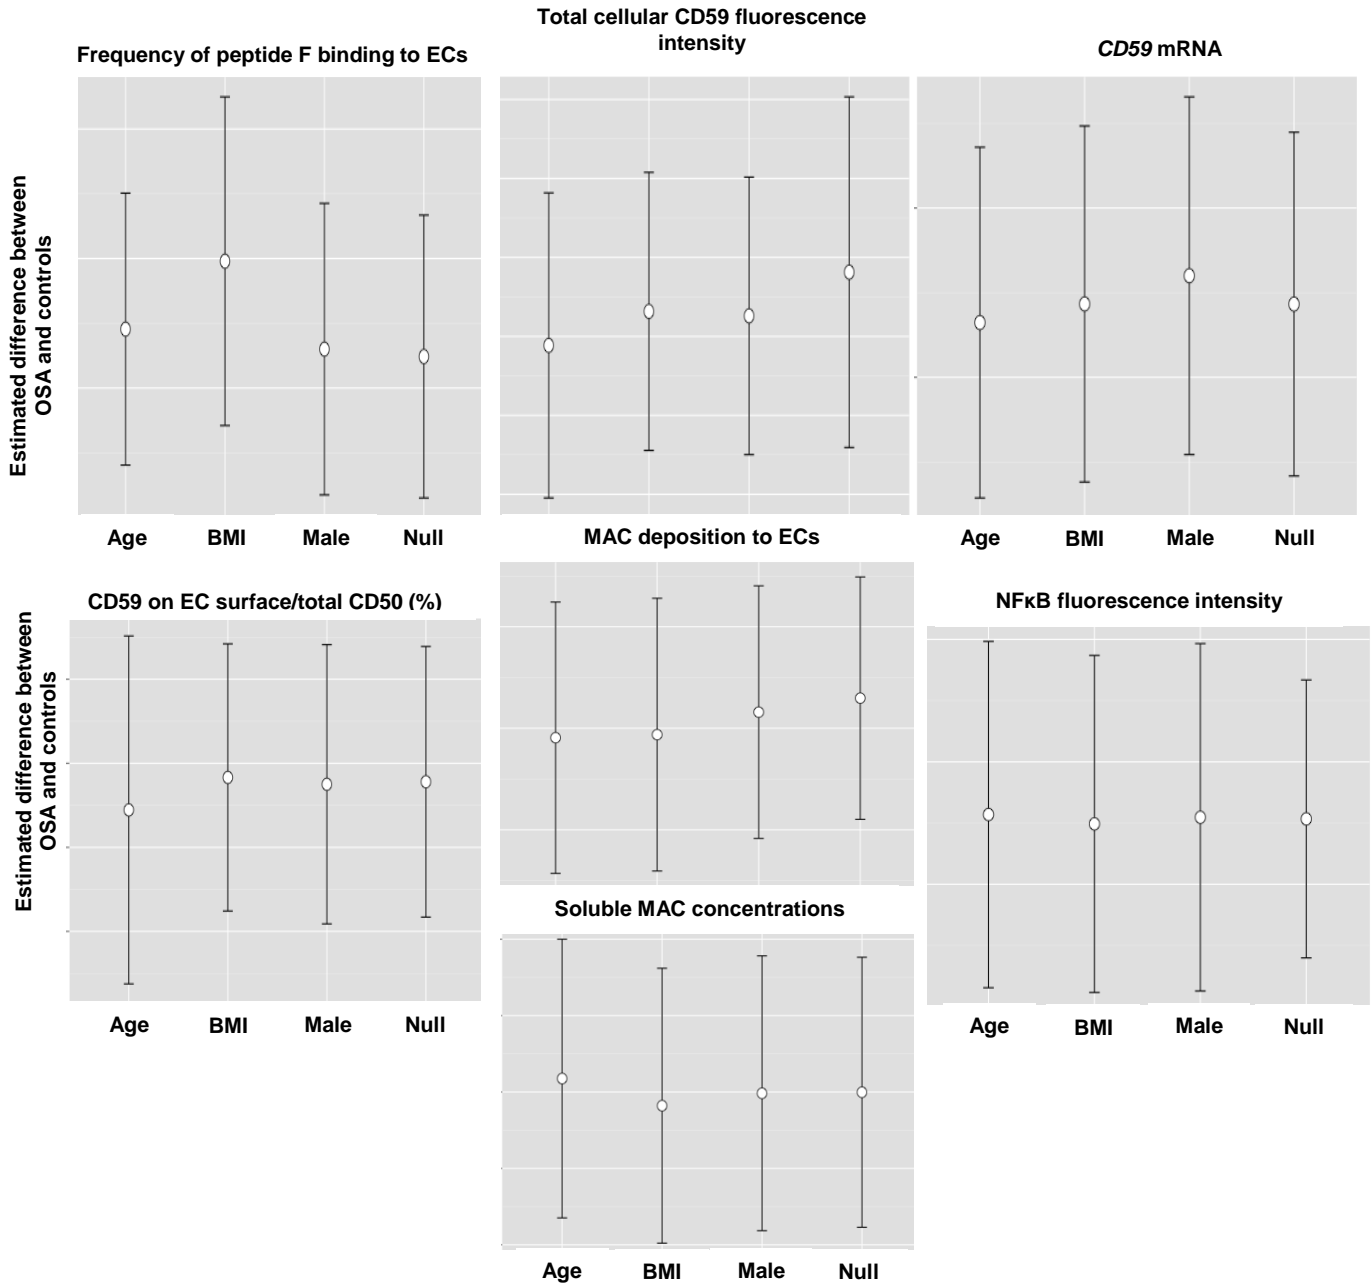 Total cellular CD59 fluorescence
intensity
Frequency of peptide F binding to ECs
CD59 mRNA
Estimated difference between
OSA and controls
Age BMI Male Null
MAC deposition to ECs
Age BMI Male Null
CD59 on EC surface/total CD50 (%)
NFκB fluorescence intensity
Estimated difference between
OSA and controls
Soluble MAC concentrations
Age BMI Male Null
Age BMI Male Null
Age BMI Male Null